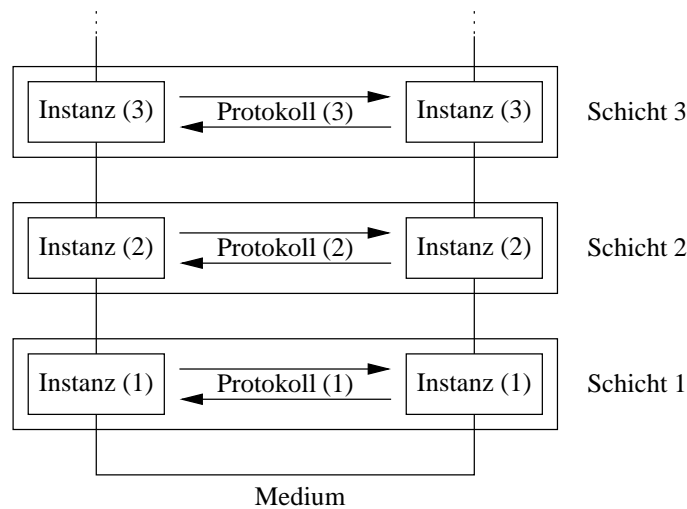 Instanz (3) Protokoll (3) Instanz (3) Schicht 3
Instanz (2) Protokoll (2) Instanz (2) Schicht 2
Instanz (1) Protokoll (1) Instanz (1) Schicht 1
Medium